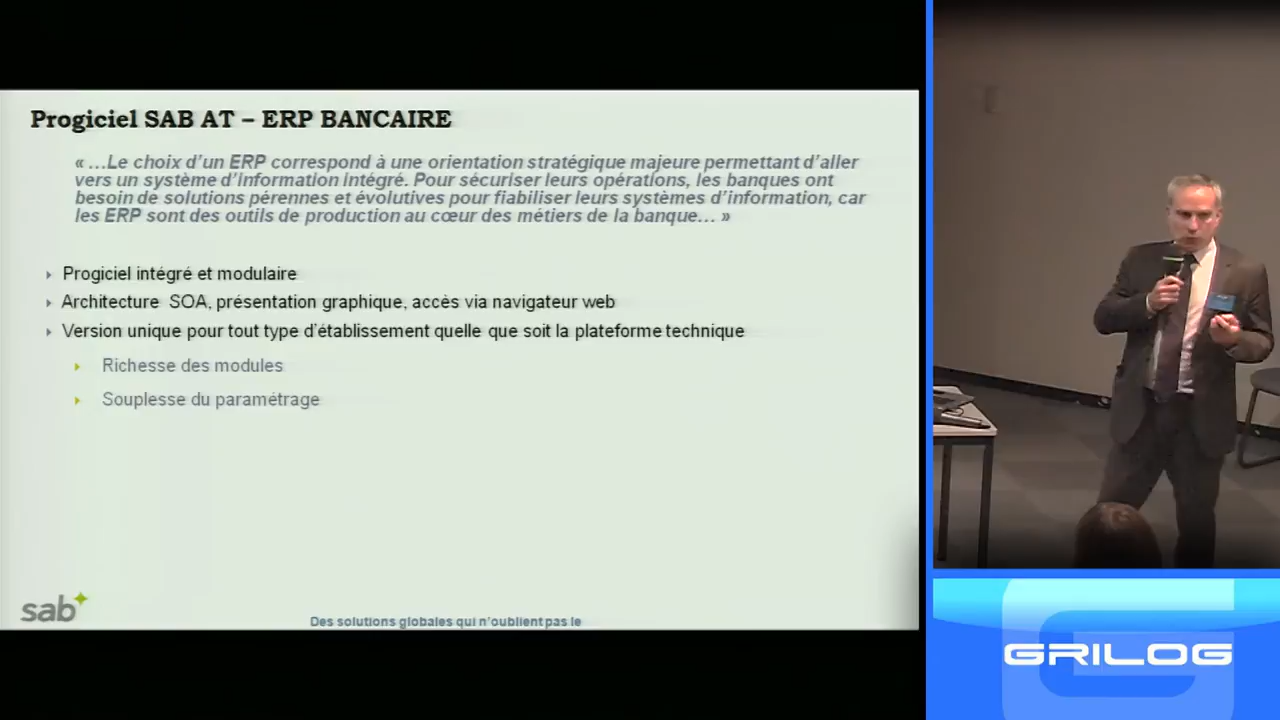 Progiciel SAB AT – ERP BANCAIRE
« …Le choix d'un ERP correspond à une orientation stratégique majeure permettant d'aller
vers un système d'information intégré. Pour sécuriser leurs opérations, les banques ont
besoin de solutions pérennes et évolutives pour fiabiliser leurs systèmes d'information, car
les ERP sont des outils de production au cœur des métiers de la banque… »
Progiciel intégré et modulaire
Architecture SOA, présentation graphique, accès via navigateur web
Version unique pour tout type d'établissement quelle que soit la plateforme technique
Richesse des modules
Souplesse du paramétrage
sab
Des solutions globales qui n'oublient pas le
GRILOG